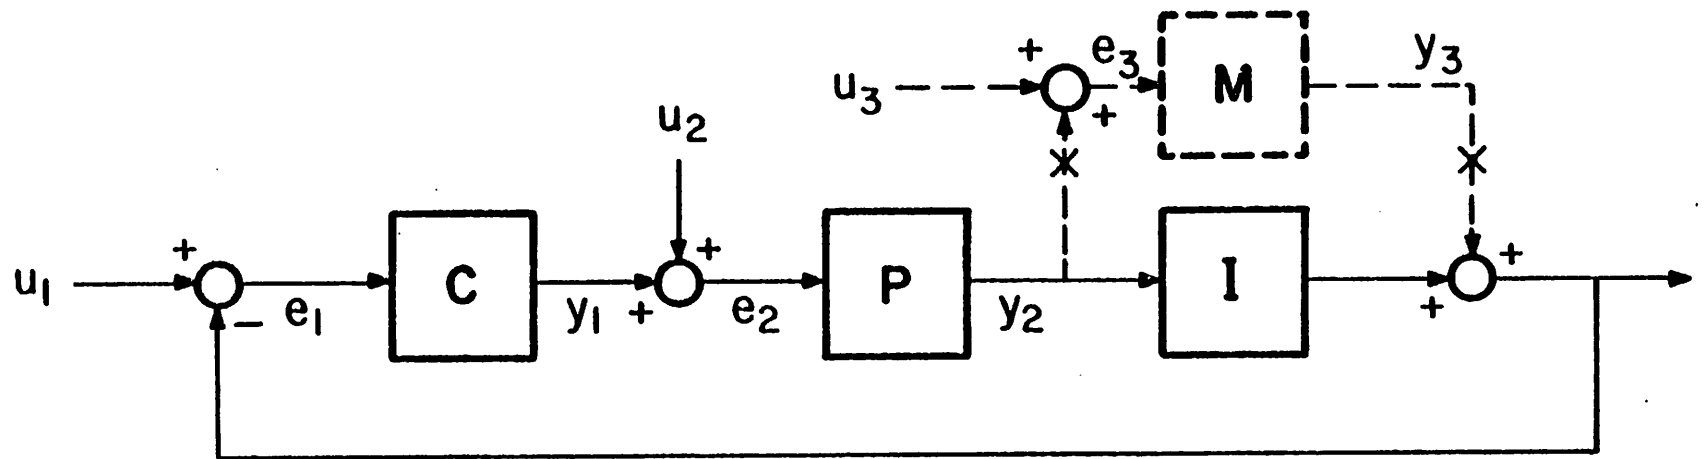 e₃
y₃
u₃
M
u₂
C
P
I
u₁
e₁
y₁
e₂
y₂
+
+
+
−
+
+
+
+